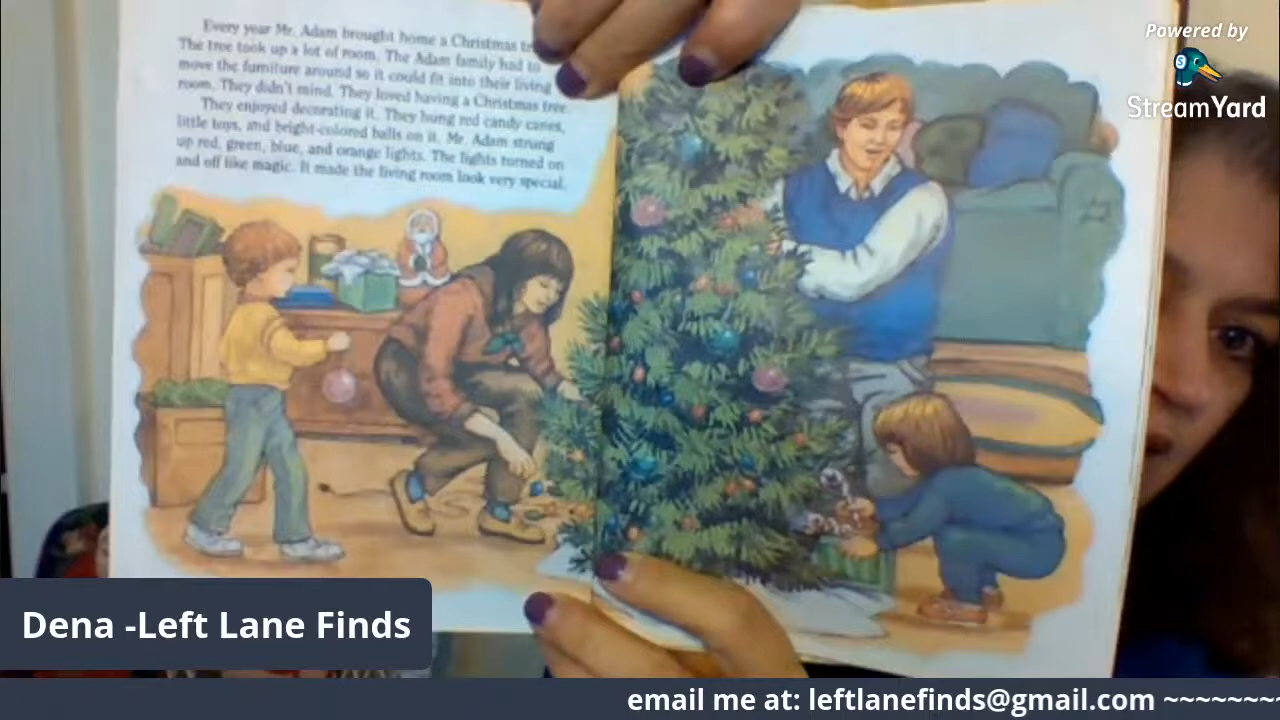 Every year Mr. Adam brought home a Christmas
The tree took up a lot of room. The Adam family had to
move the furniture around so it could fit into their living
room. They didn't mind. They loved having a Christmas tree.
They enjoyed decorating it. They hung red candy canes,
little toys, and bright-colored balls on it. Mr. Adam strung
up red, green, blue, and orange lights. The lights turned on
and off like magic. It made the living room look very special.
Powered by
StreamYard
Dena -Left Lane Finds
email me at: leftlanefinds@gmail.com ~~~~~~~~